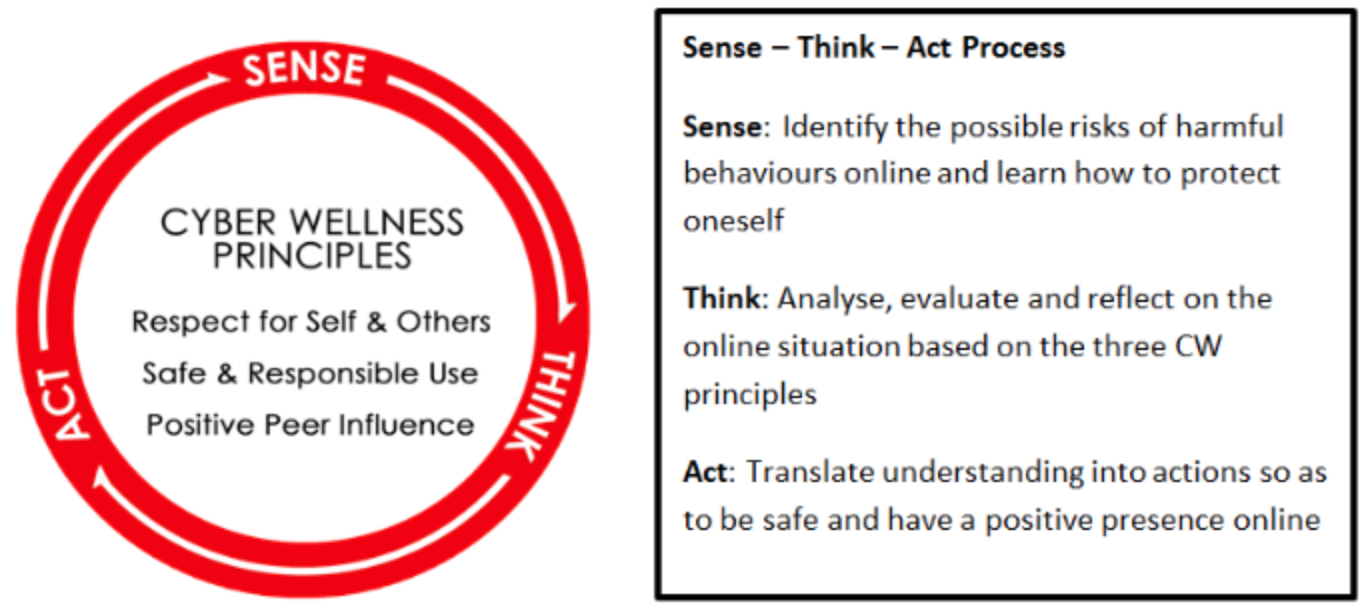 SENSE
THINK
ACT
CYBER WELLNESS
PRINCIPLES
Respect for Self & Others
Safe & Responsible Use
Positive Peer Influence
Sense – Think – Act Process
Sense: Identify the possible risks of harmful
behaviours online and learn how to protect
oneself
Think: Analyse, evaluate and reflect on the
online situation based on the three CW
principles
Act: Translate understanding into actions so as
to be safe and have a positive presence online